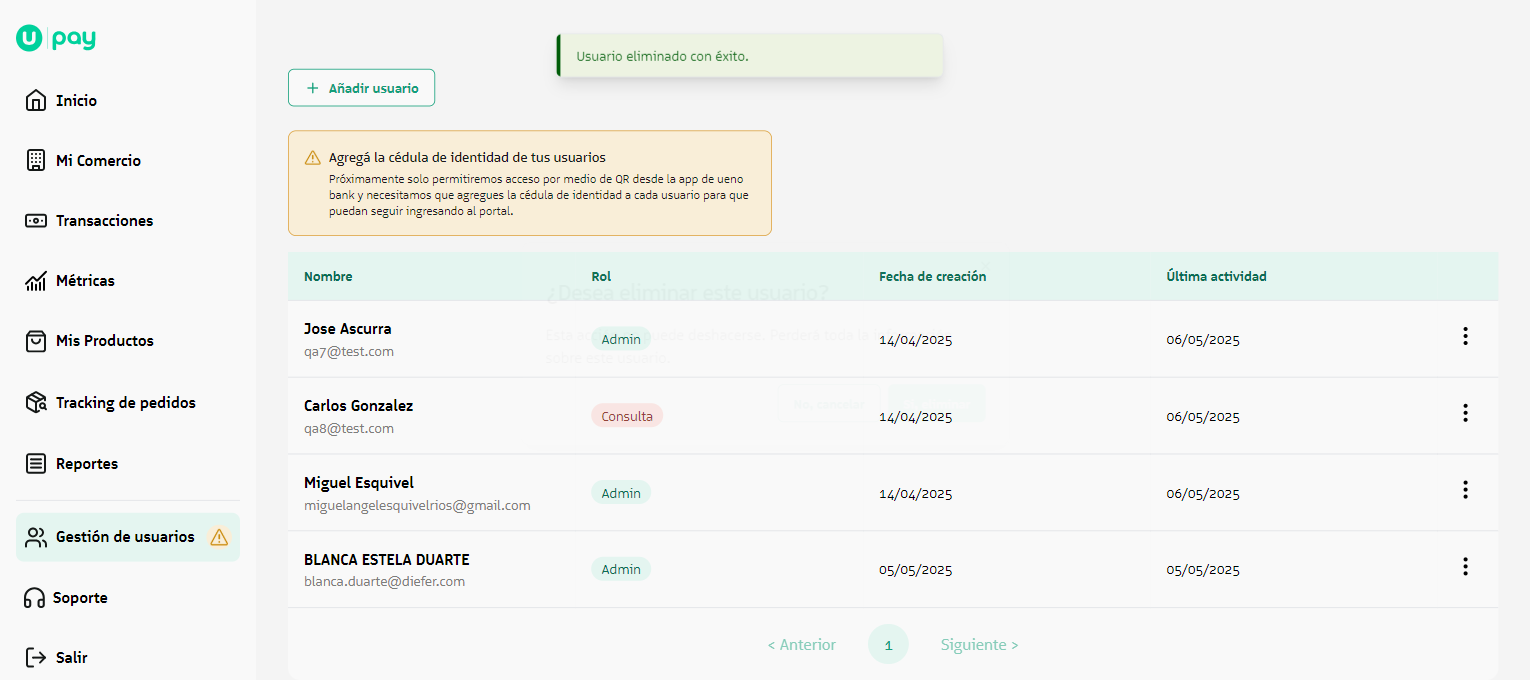 U pay
Inicio
Mi Comercio
Transacciones
Métricas
Mis Productos
Tracking de pedidos
Reportes
Gestión de usuarios
Soporte
Salir
Usuario eliminado con éxito.
+ Añadir usuario
Agregá la cédula de identidad de tus usuarios
Próximamente solo permitiremos acceso por medio de QR desde la app de ueno
bank y necesitamos que agregues la cédula de identidad a cada usuario para que
puedan seguir ingresando al portal.
Nombre Rol Fecha de creación Última actividad
¿Desea eliminar este usuario?
sobre este usuario.
Jose Ascurra
qa7@test.com
Admin 14/04/2025 06/05/2025
Carlos Gonzalez
qa8@test.com
Consulta 14/04/2025 06/05/2025
Miguel Esquivel
miguelangelesquivelrios@gmail.com
Admin 14/04/2025 06/05/2025
BLANCA ESTELA DUARTE
blanca.duarte@diefer.com
Admin 05/05/2025 05/05/2025
< Anterior 1 Siguiente >